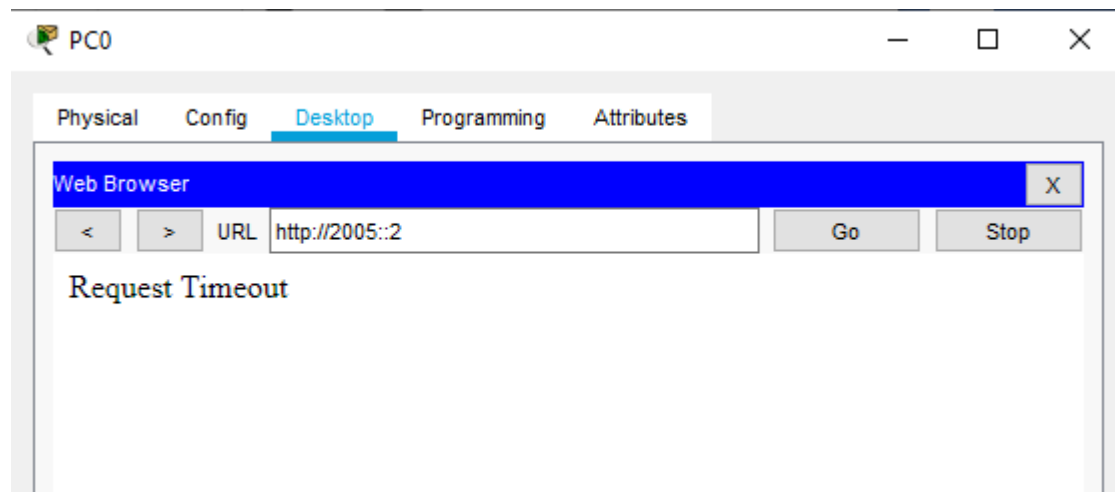 PC0
Physical Config Desktop Programming Attributes
Web Browser X
< > URL http://2005::2 Go Stop
Request Timeout